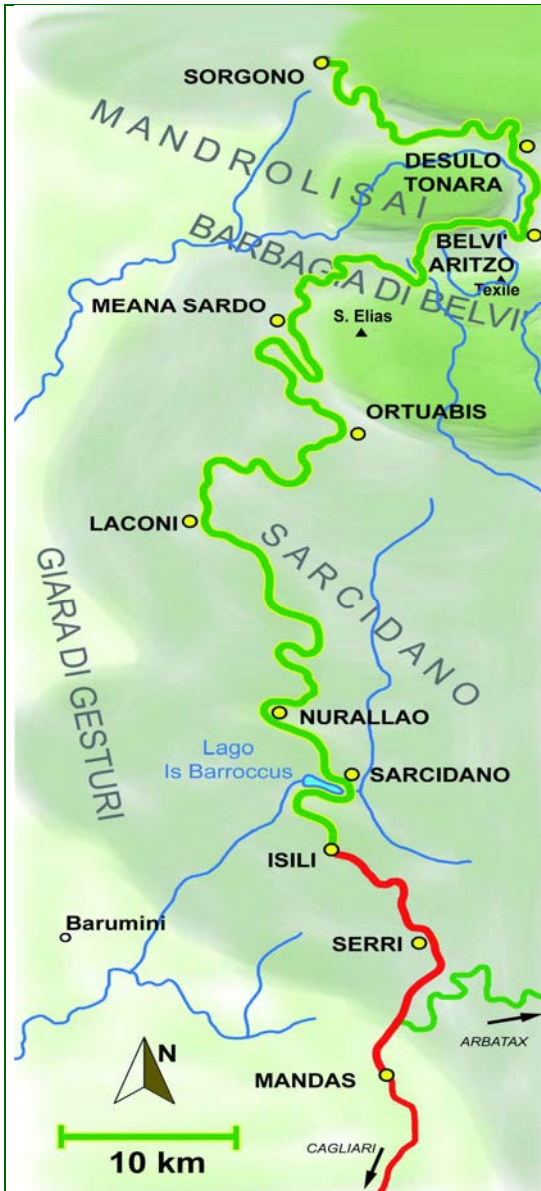 SORGONO
MANDROLISAI
DESULO
TONARA
BELVI'
ARITZO
Texile
BARBAGIA DI BELVI'
MEANA SARDO
S. Elias
ORTUABIS
LACONI
SARCIDANO
GIARA DI GESTURI
NURALLAO
Lago
Is Barroccus
SARCIDANO
ISILI
Barumini
SERRI
ARBATAX
N
MANDAS
10 km
CAGLIARI